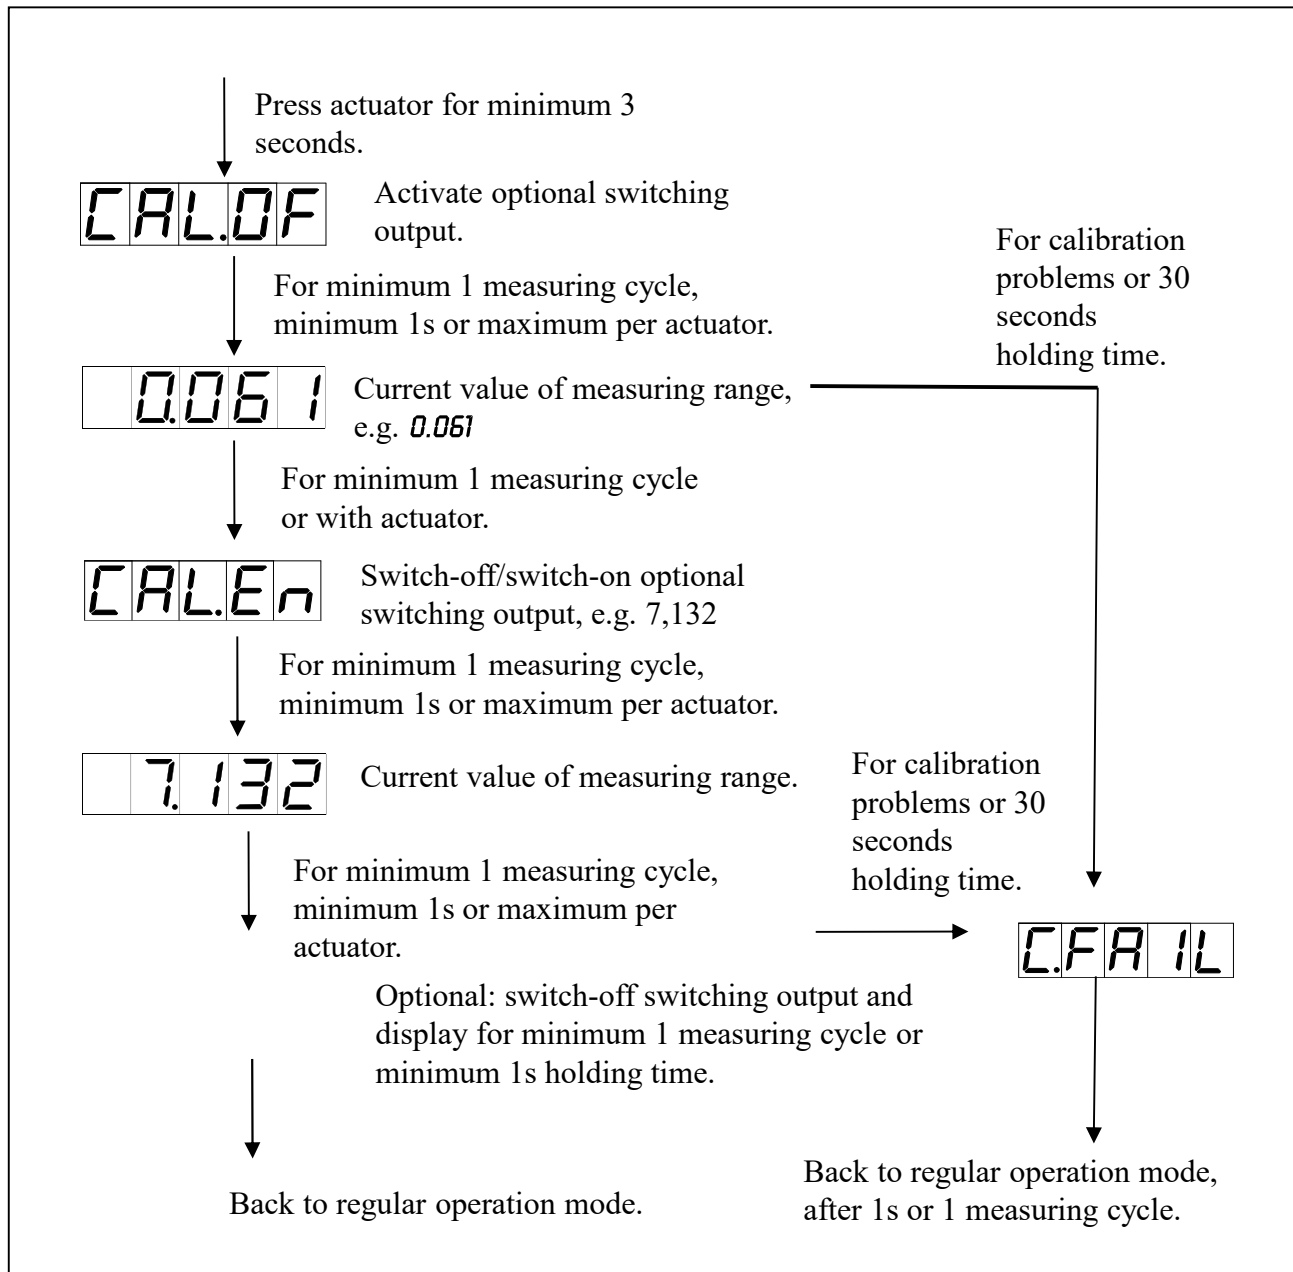 Press actuator for minimum 3
seconds.
CAL.OF
Activate optional switching
output.
For minimum 1 measuring cycle,
minimum 1s or maximum per actuator.
For calibration
problems or 30
seconds
holding time.
0.061
Current value of measuring range,
e.g. 0.061
For minimum 1 measuring cycle
or with actuator.
CAL.En
Switch-off/switch-on optional
switching output, e.g. 7,132
For minimum 1 measuring cycle,
minimum 1s or maximum per actuator.
7.132
Current value of measuring range.
For calibration
problems or 30
seconds
holding time.
For minimum 1 measuring cycle,
minimum 1s or maximum per
actuator.
C.FAIL
Optional: switch-off switching output and
display for minimum 1 measuring cycle or
minimum 1s holding time.
Back to regular operation mode.
Back to regular operation mode,
after 1s or 1 measuring cycle.